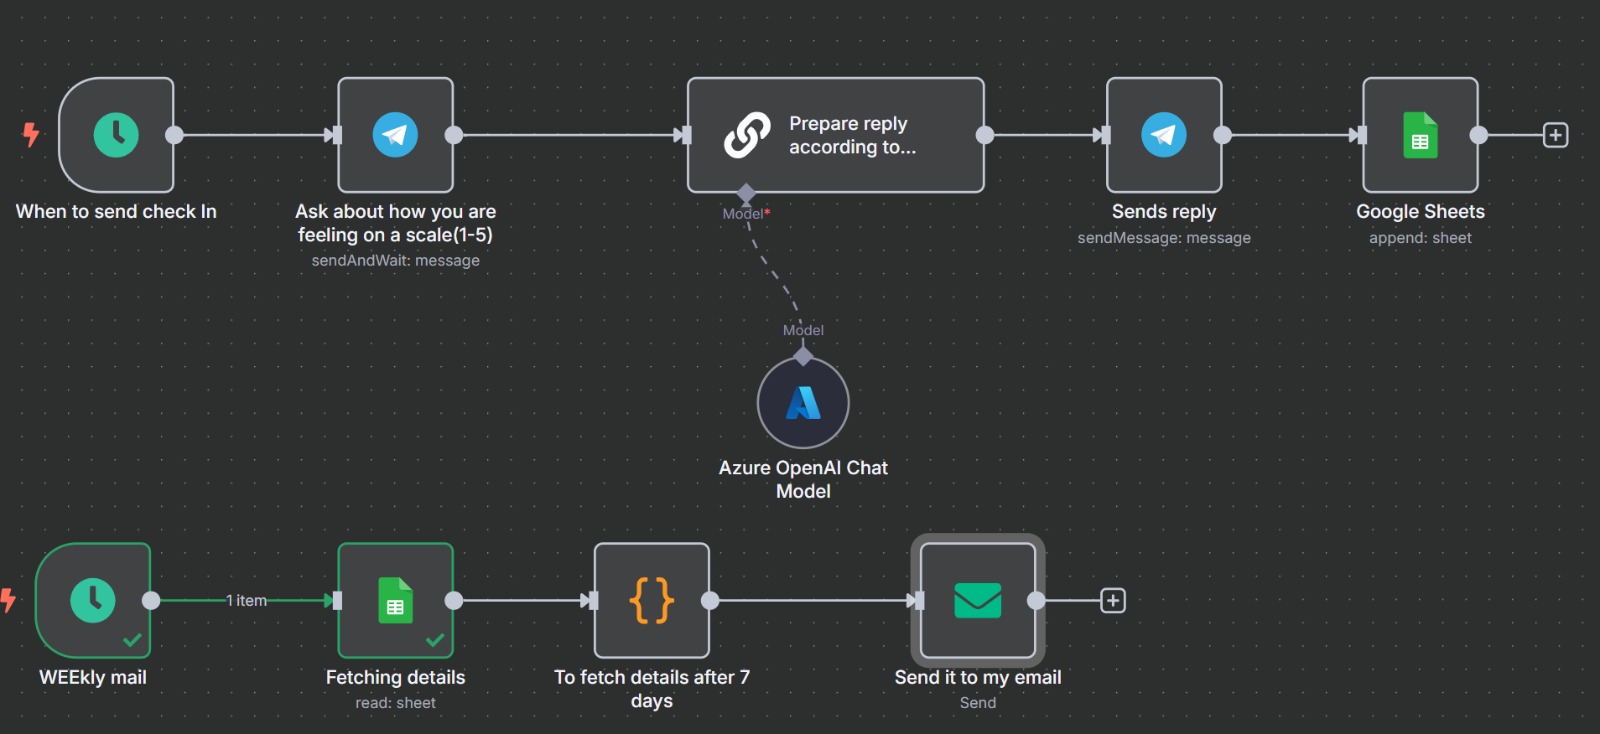 Prepare reply
according to...
When to send check In
Ask about how you are
feeling on a scale(1-5)
sendAndWait: message
Model*
Sends reply
sendMessage: message
Google Sheets
append: sheet
Model
Azure OpenAI Chat
Model
1 item
WEEkly mail
Fetching details
read: sheet
{}
To fetch details after 7
days
Send it to my email
Send